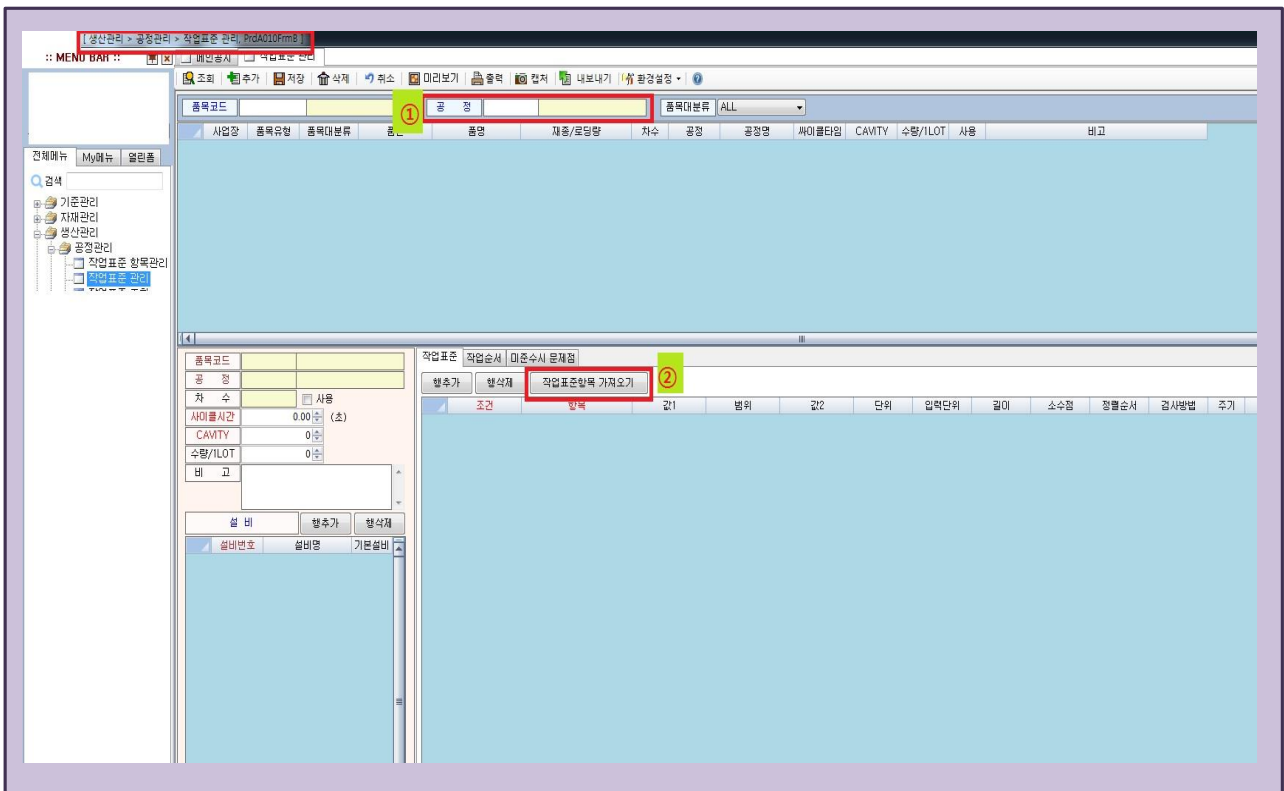 [ 생산관리 > 공정관리 > 작업표준 관리, PrdA010FrmB ]
:: MENU BAR ::
메인공지 작업표준 관리
조회 추가 저장 삭제 취소 미리보기 출력 캡처 내보내기 환경설정
품목코드 ① 공 정 품목대분류 ALL
사업장 품목유형 품목대분류 품번 품명 재종/로딩량 차수 공정 공정명 싸이클타임 CAVITY 수량/1LOT 사용 비고
전체메뉴 My메뉴 열린폼
검색
기준관리
자재관리
생산관리
공정관리
작업표준 항목관리
작업표준 관리
작업표준 조회
품목코드
공 정
차 수 사용
사이클시간 0.00 (초)
CAVITY 0
수량/1LOT 0
비 고
설 비 행추가 행삭제
설비번호 설비명 기본설비
작업표준 작업순서 미준수시 문제점
행추가 행삭제 작업표준항목 가져오기 ②
조건 항목 값1 범위 값2 단위 입력단위 길이 소수점 정렬순서 검사방법 주기